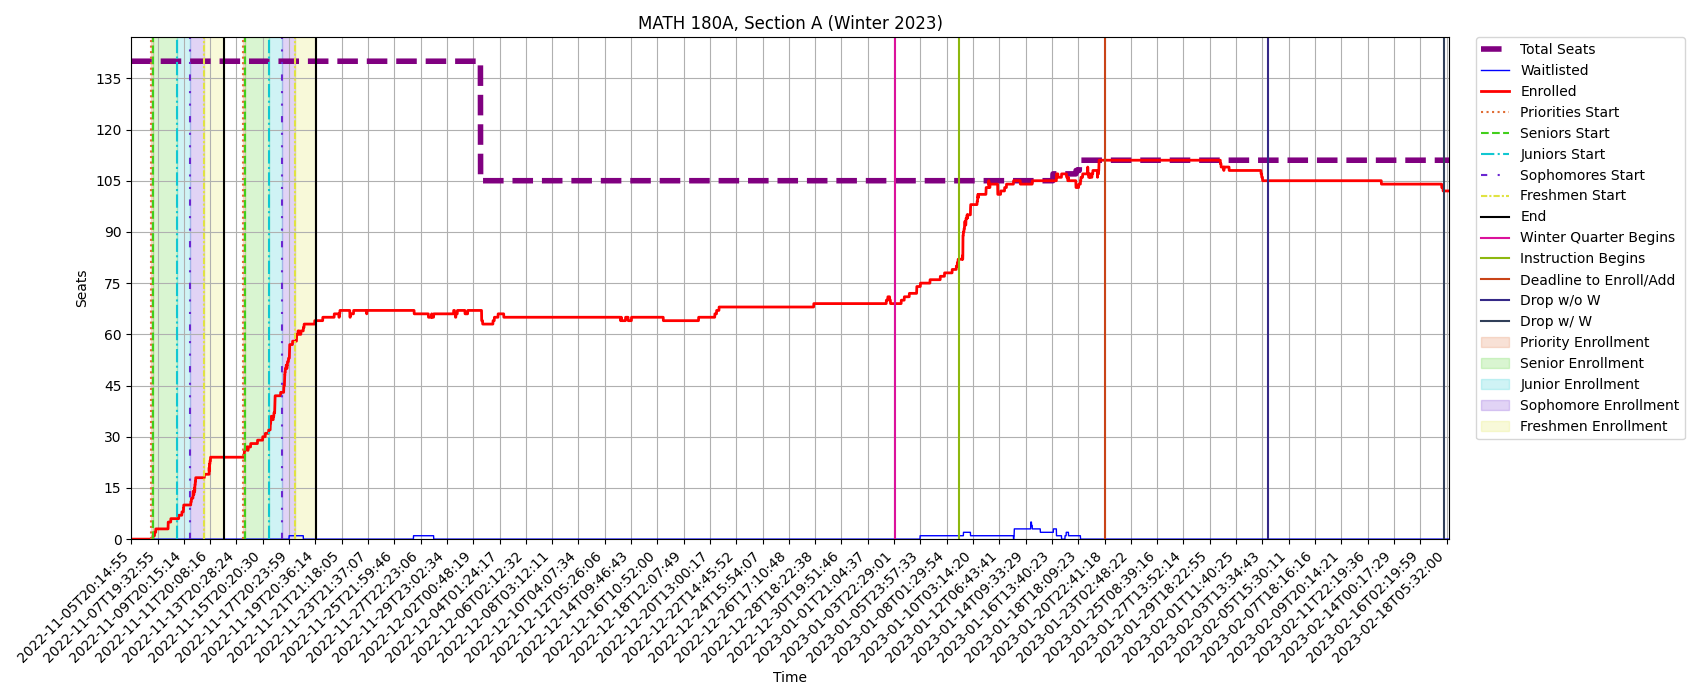 MATH 180A, Section A (Winter 2023)
Seats
135
120
105
90
75
60
45
30
15
0
2022-11-05T20:14:55
2022-11-07T19:32:55
2022-11-09T20:15:14
2022-11-11T20:08:16
2022-11-13T20:28:24
2022-11-15T20:20:30
2022-11-17T20:23:59
2022-11-19T20:36:14
2022-11-21T21:18:05
2022-11-23T21:37:07
2022-11-25T21:59:46
2022-11-27T22:23:06
2022-11-29T23:02:34
2022-12-02T00:48:19
2022-12-04T01:24:17
2022-12-06T02:12:32
2022-12-08T03:12:11
2022-12-10T04:07:34
2022-12-12T05:26:06
2022-12-14T09:46:43
2022-12-16T10:52:00
2022-12-18T12:07:49
2022-12-20T13:00:17
2022-12-22T14:45:52
2022-12-24T15:54:07
2022-12-26T17:10:48
2022-12-28T18:22:38
2022-12-30T19:51:46
2023-01-01T21:04:37
2023-01-03T22:29:01
2023-01-05T23:57:33
2023-01-08T01:29:54
2023-01-10T03:14:20
2023-01-12T06:43:41
2023-01-14T09:33:29
2023-01-16T13:40:23
2023-01-18T18:09:23
2023-01-20T22:41:18
2023-01-23T02:48:22
2023-01-25T08:39:16
2023-01-27T13:52:14
2023-01-29T18:22:55
2023-02-01T11:40:25
2023-02-03T13:34:43
2023-02-05T15:30:11
2023-02-07T18:16:16
2023-02-09T20:14:21
2023-02-11T22:19:36
2023-02-14T00:17:29
2023-02-16T02:19:59
2023-02-18T05:32:00
Time
Total Seats
Waitlisted
Enrolled
Priorities Start
Seniors Start
Juniors Start
Sophomores Start
Freshmen Start
End
Winter Quarter Begins
Instruction Begins
Deadline to Enroll/Add
Drop w/o W
Drop w/ W
Priority Enrollment
Senior Enrollment
Junior Enrollment
Sophomore Enrollment
Freshmen Enrollment